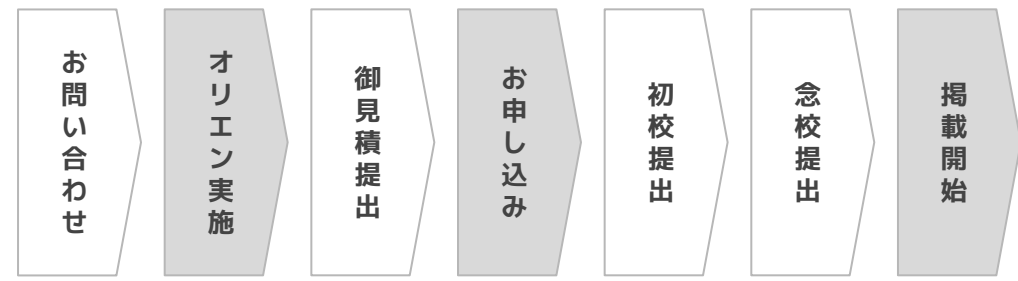 お問い合わせ
オリエン実施
御見積提出
お申し込み
初校提出
念校提出
掲載開始